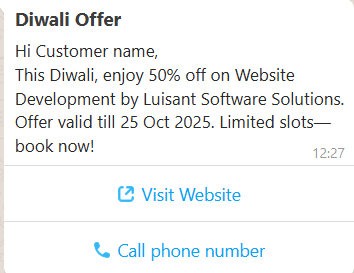 Diwali Offer
Hi Customer name,
This Diwali, enjoy 50% off on Website
Development by Luisant Software Solutions.
Offer valid till 25 Oct 2025. Limited slots—
book now!
12:27
Visit Website
Call phone number